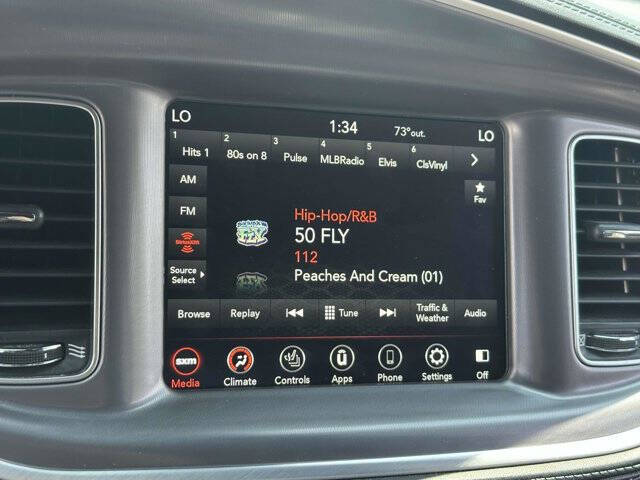 LO
1:34
73°out.
LO
1 Hits 1
2 80s on 8
3 Pulse
4 MLBRadio
5 Elvis
6 ClsVinyl
AM
Fav
FM
Hip-Hop/R&B
SiriusXM
50 FLY
112
Source Select
Peaches And Cream (01)
Browse
Replay
Tune
Traffic & Weather
Audio
sxm
Media
Climate
Controls
Apps
Phone
Settings
Off